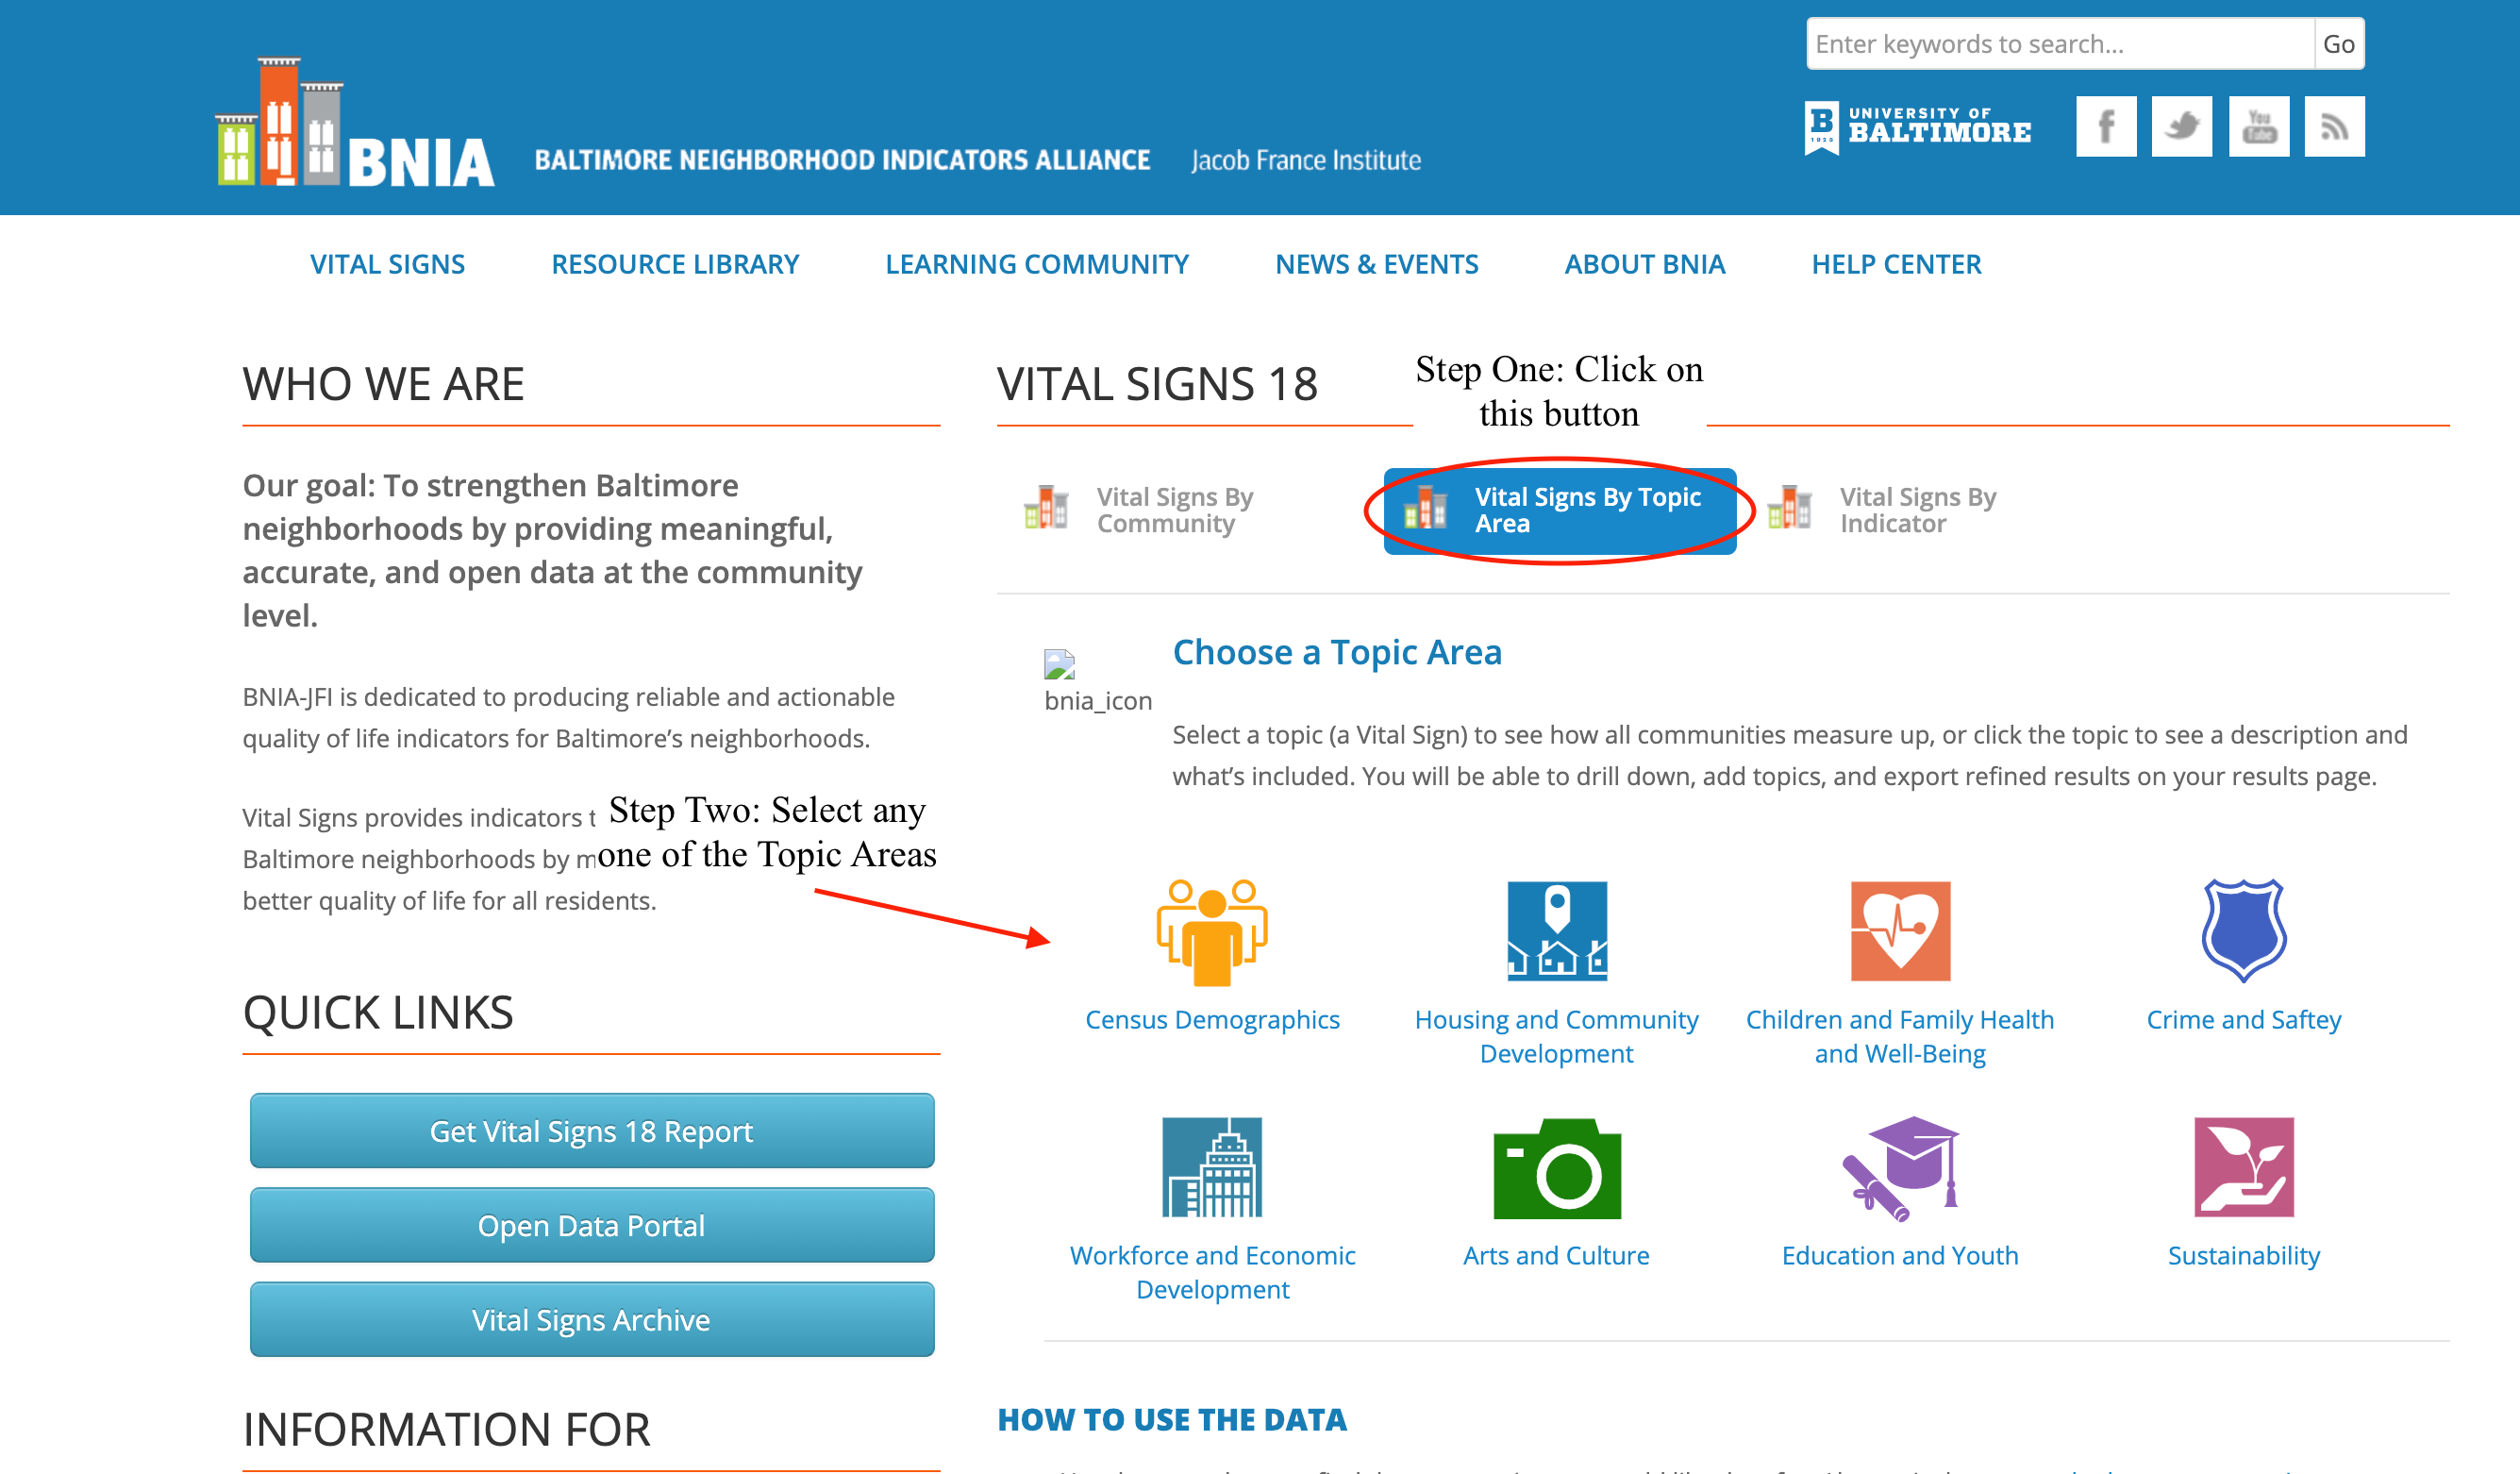 Enter keywords to search...
Go
BNIA
BALTIMORE NEIGHBORHOOD INDICATORS ALLIANCE
Jacob France Institute
B
1925
UNIVERSITY OF
BALTIMORE
f
You
Tube
VITAL SIGNS
RESOURCE LIBRARY
LEARNING COMMUNITY
NEWS & EVENTS
ABOUT BNIA
HELP CENTER
WHO WE ARE
Our goal: To strengthen Baltimore
neighborhoods by providing meaningful,
accurate, and open data at the community
level.
BNIA-JFI is dedicated to producing reliable and actionable
quality of life indicators for Baltimore’s neighborhoods.
Vital Signs provides indicators t
Baltimore neighborhoods by m
better quality of life for all residents.
Step Two: Select any
one of the Topic Areas
QUICK LINKS
Get Vital Signs 18 Report
Open Data Portal
Vital Signs Archive
INFORMATION FOR
VITAL SIGNS 18
Step One: Click on
this button
Vital Signs By
Community
Vital Signs By Topic
Area
Vital Signs By
Indicator
bnia_icon
Choose a Topic Area
Select a topic (a Vital Sign) to see how all communities measure up, or click the topic to see a description and
what’s included. You will be able to drill down, add topics, and export refined results on your results page.
Census Demographics
Housing and Community
Development
Children and Family Health
and Well-Being
Crime and Saftey
Workforce and Economic
Development
Arts and Culture
Education and Youth
Sustainability
HOW TO USE THE DATA